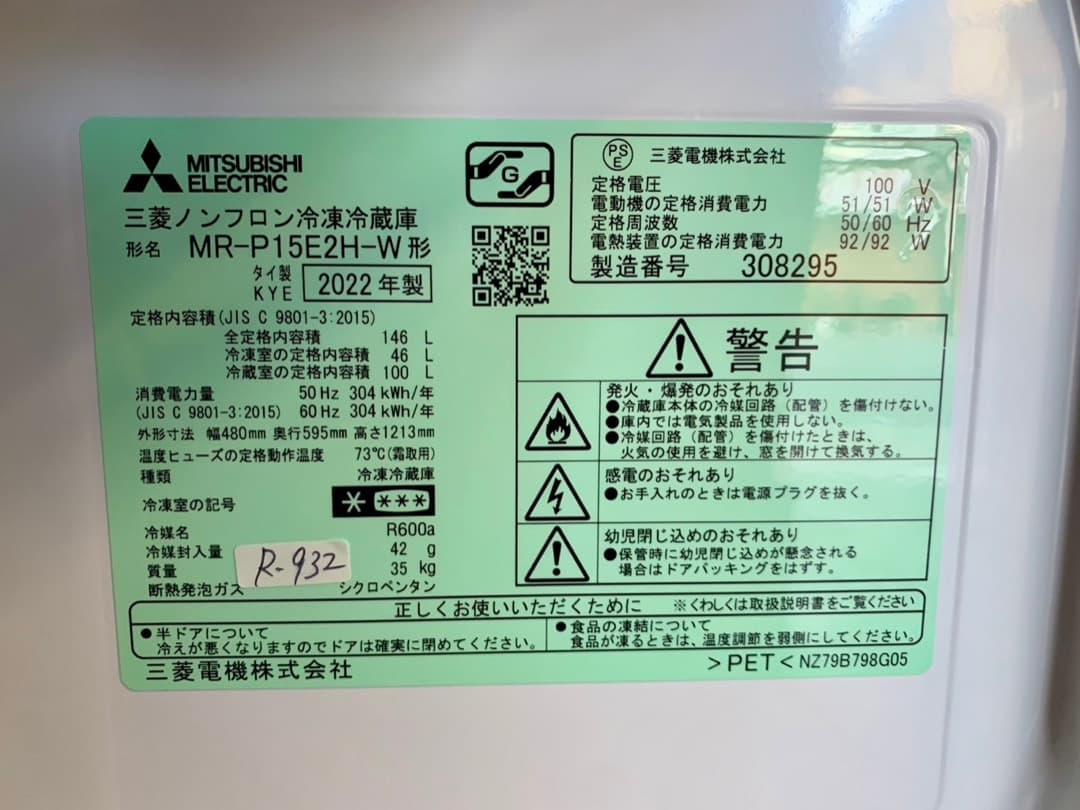 MITSUBISHI
ELECTRIC
三菱ノンフロン冷凍冷蔵庫
形名 MR-P15E2H-W形
タイ製
KYE 2022年製
定格内容積(JIS C 9801-3:2015)
全定格内容積 146 L
冷凍室の定格内容積 46 L
冷蔵室の定格内容積 100 L
消費電力量 50Hz 304kWh/年
(JIS C 9801-3:2015) 60Hz 304kWh/年
外形寸法 幅480mm 奥行595mm 高さ1213mm
温度ヒューズの定格動作温度 73℃(霜取用)
種類 冷凍冷蔵庫
冷凍室の記号 * ***
冷媒名 R600a
冷媒封入量 42 g
質量 35 kg
断熱発泡ガス シクロペンタン
R-932
G
PS
E
三菱電機株式会社
定格電圧 100 V
電動機の定格消費電力 51/51 W
定格周波数 50/60 Hz
電熱装置の定格消費電力 92/92 W
製造番号 308295
警告
発火・爆発のおそれあり
●冷蔵庫本体の冷媒回路(配管)を傷付けない。
●庫内では電気製品を使用しない。
●冷媒回路(配管)を傷付けたときは、
火気の使用を避け、窓を開けて換気する。
感電のおそれあり
●お手入れのときは電源プラグを抜く。
幼児閉じ込めのおそれあり
●保管時に幼児閉じ込めが懸念される
場合はドアパッキングをはずす。
正しくお使いいただくために ※くわしくは取扱説明書をご覧ください
●半ドアについて
冷えが悪くなりますのでドアは確実に閉めてください。
●食品の凍結について
食品が凍るときは、温度調節を弱側にしてください。
三菱電機株式会社
>PET< NZ79B798G05